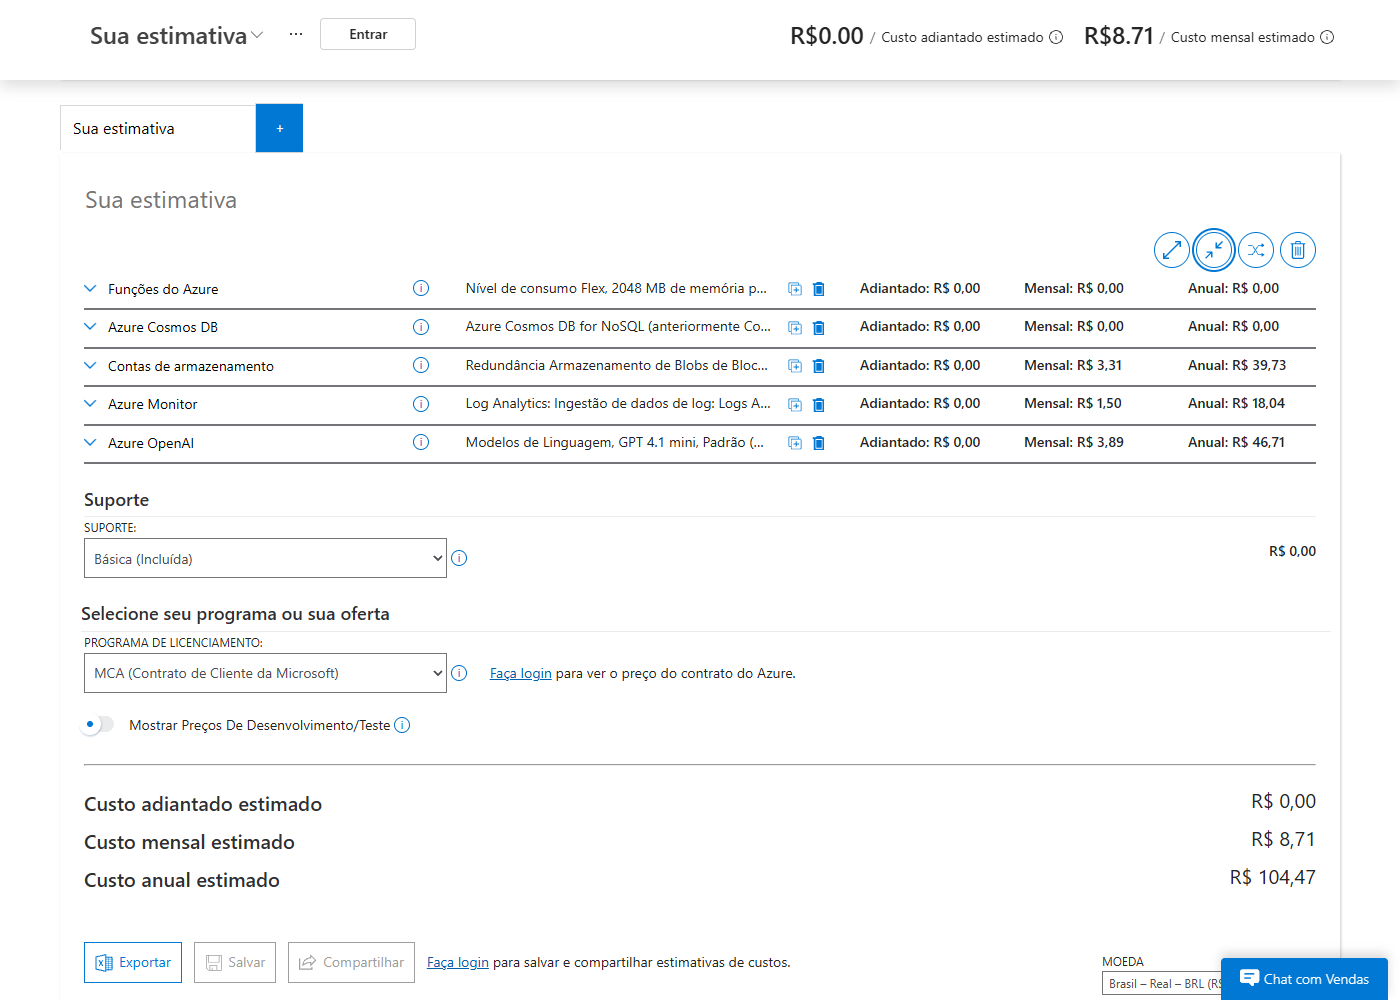 Sua estimativa ... Entrar R$0.00 / Custo adiantado estimado R$8.71 / Custo mensal estimado
Sua estimativa +
Sua estimativa
Funções do Azure Nível de consumo Flex, 2048 MB de memória p... Adiantado: R$ 0,00 Mensal: R$ 0,00 Anual: R$ 0,00
Azure Cosmos DB Azure Cosmos DB for NoSQL (anteriormente Co... Adiantado: R$ 0,00 Mensal: R$ 0,00 Anual: R$ 0,00
Contas de armazenamento Redundância Armazenamento de Blobs de Bloc... Adiantado: R$ 0,00 Mensal: R$ 3,31 Anual: R$ 39,73
Azure Monitor Log Analytics: Ingestão de dados de log: Logs A... Adiantado: R$ 0,00 Mensal: R$ 1,50 Anual: R$ 18,04
Azure OpenAI Modelos de Linguagem, GPT 4.1 mini, Padrão (... Adiantado: R$ 0,00 Mensal: R$ 3,89 Anual: R$ 46,71
Suporte
SUPORTE:
Básica (Incluída) R$ 0,00
Selecione seu programa ou sua oferta
PROGRAMA DE LICENCIAMENTO:
MCA (Contrato de Cliente da Microsoft) Faça login para ver o preço do contrato do Azure.
Mostrar Preços De Desenvolvimento/Teste
Custo adiantado estimado R$ 0,00
Custo mensal estimado R$ 8,71
Custo anual estimado R$ 104,47
Exportar Salvar Compartilhar Faça login para salvar e compartilhar estimativas de custos.
MOEDA
Brasil – Real – BRL (R$
Chat com Vendas